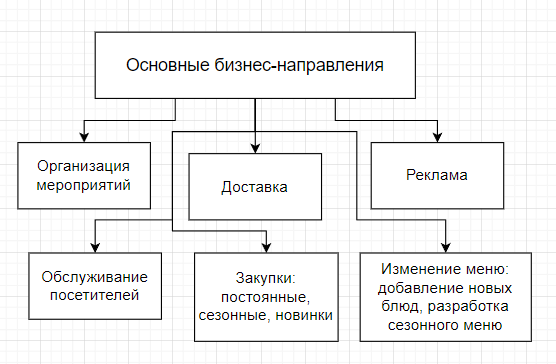 Основные бизнес-направления
Организация
мероприятий
Доставка
Реклама
Обслуживание
посетителей
Закупки:
постоянные,
сезонные, новинки
Изменение меню:
добавление новых
блюд, разработка
сезонного меню